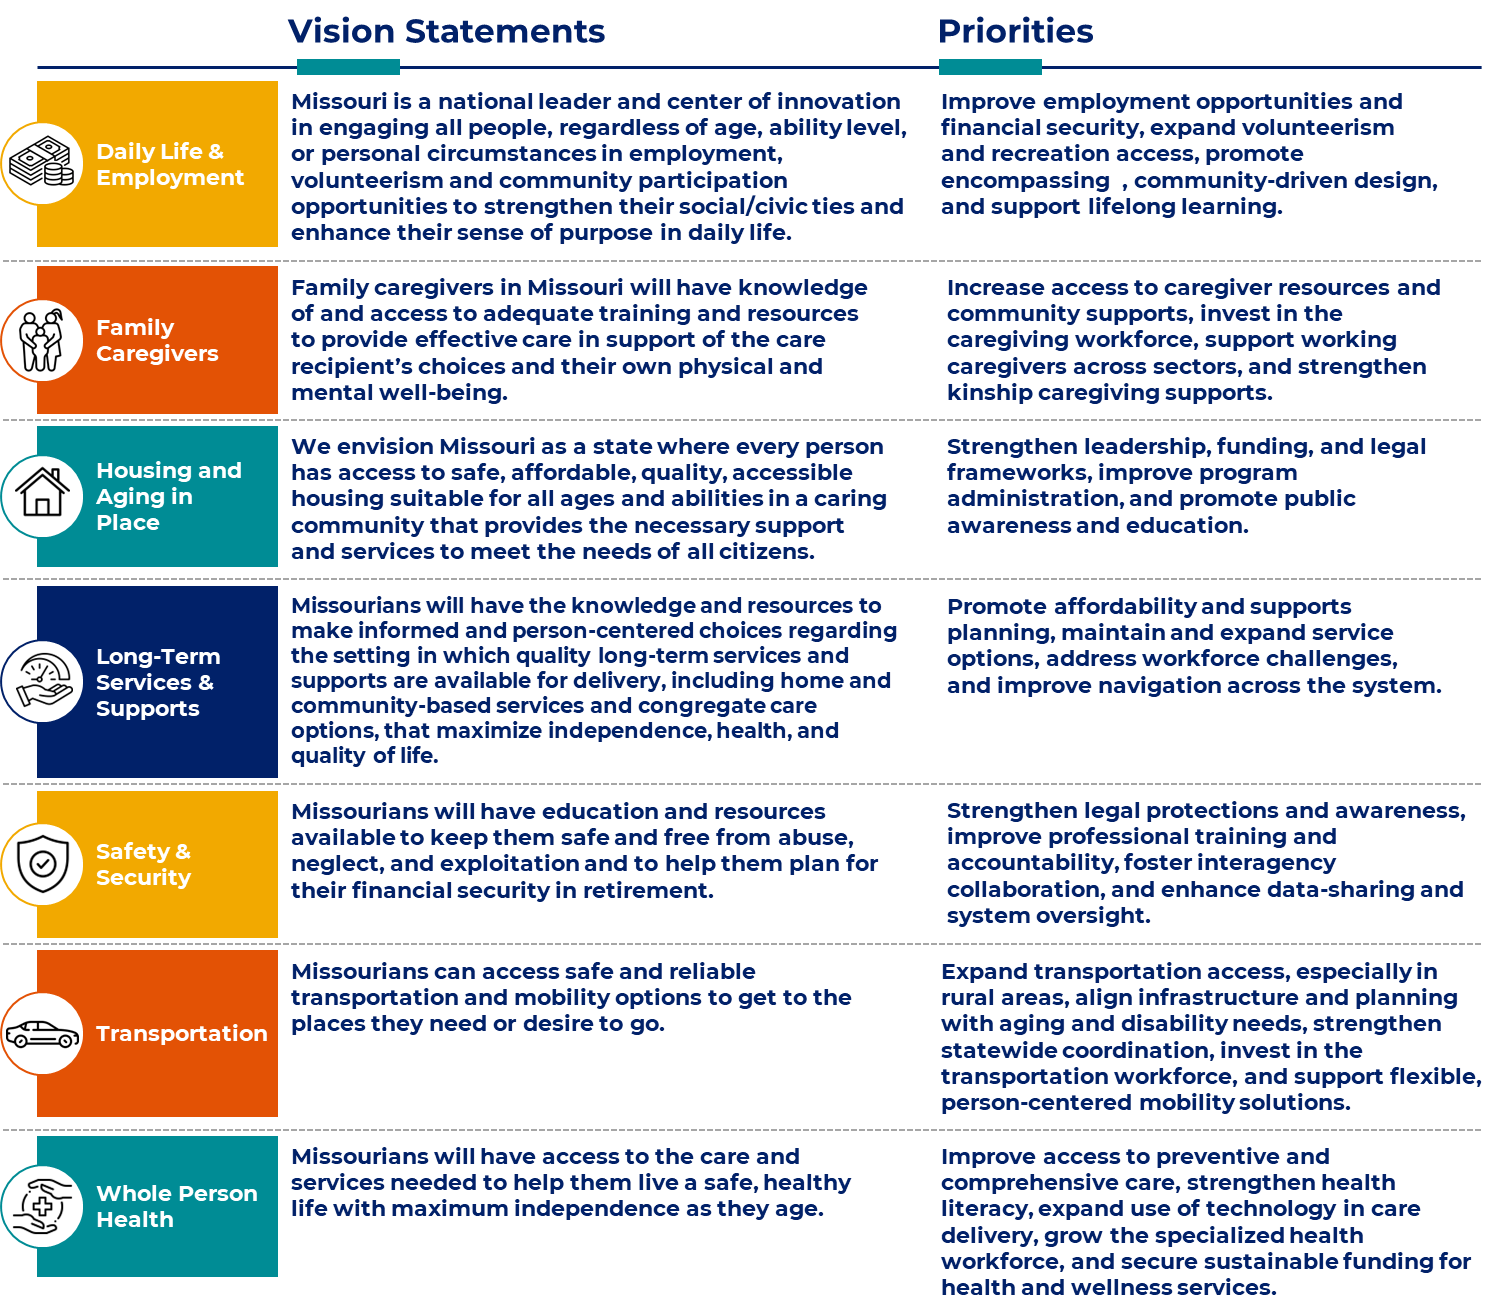 Vision Statements
Priorities
Daily Life &
Employment
Missouri is a national leader and center of innovation
in engaging all people, regardless of age, ability level,
or personal circumstances in employment,
volunteerism and community participation
opportunities to strengthen their social/civic ties and
enhance their sense of purpose in daily life.
Improve employment opportunities and
financial security, expand volunteerism
and recreation access, promote
encompassing , community-driven design,
and support lifelong learning.
Family
Caregivers
Family caregivers in Missouri will have knowledge
of and access to adequate training and resources
to provide effective care in support of the care
recipient’s choices and their own physical and
mental well-being.
Increase access to caregiver resources and
community supports, invest in the
caregiving workforce, support working
caregivers across sectors, and strengthen
kinship caregiving supports.
Housing and
Aging in
Place
We envision Missouri as a state where every person
has access to safe, affordable, quality, accessible
housing suitable for all ages and abilities in a caring
community that provides the necessary support
and services to meet the needs of all citizens.
Strengthen leadership, funding, and legal
frameworks, improve program
administration, and promote public
awareness and education.
Long-Term
Services &
Supports
Missourians will have the knowledge and resources to
make informed and person-centered choices regarding
the setting in which quality long-term services and
supports are available for delivery, including home and
community-based services and congregate care
options, that maximize independence, health, and
quality of life.
Promote affordability and supports
planning, maintain and expand service
options, address workforce challenges,
and improve navigation across the system.
Safety &
Security
Missourians will have education and resources
available to keep them safe and free from abuse,
neglect, and exploitation and to help them plan for
their financial security in retirement.
Strengthen legal protections and awareness,
improve professional training and
accountability, foster interagency
collaboration, and enhance data-sharing and
system oversight.
Transportation
Missourians can access safe and reliable
transportation and mobility options to get to the
places they need or desire to go.
Expand transportation access, especially in
rural areas, align infrastructure and planning
with aging and disability needs, strengthen
statewide coordination, invest in the
transportation workforce, and support flexible,
person-centered mobility solutions.
Whole Person
Health
Missourians will have access to the care and
services needed to help them live a safe, healthy
life with maximum independence as they age.
Improve access to preventive and
comprehensive care, strengthen health
literacy, expand use of technology in care
delivery, grow the specialized health
workforce, and secure sustainable funding for
health and wellness services.